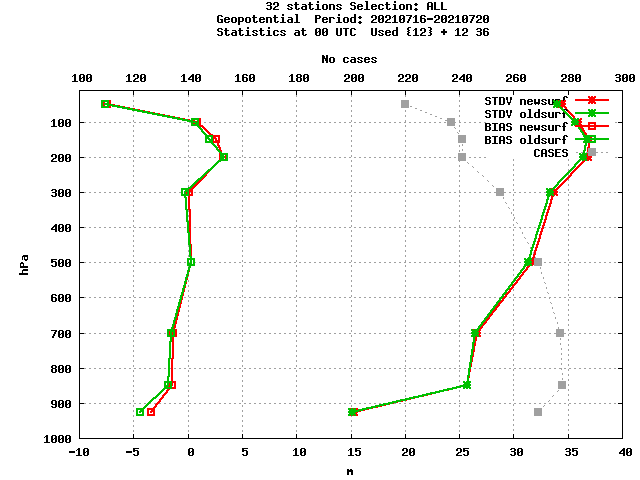 32 stations Selection: ALL
Geopotential  Period: 20210716-20210720
Statistics at 00 UTC  Used {12} + 12 36
No cases
100 120 140 160 180 200 220 240 260 280 300
STDV newsurf
STDV oldsurf
BIAS newsurf
BIAS oldsurf
CASES
100
200
300
400
500
600
700
800
900
1000
hPa
-10 -5 0 5 10 15 20 25 30 35 40
m